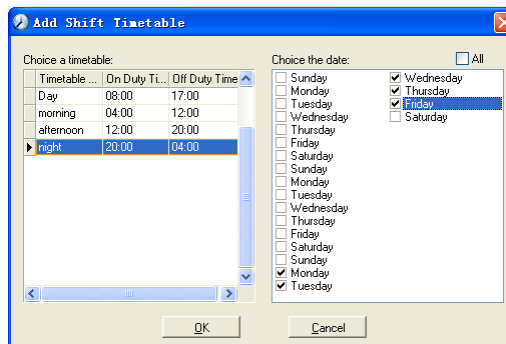 Add Shift Timetable
Choice a timetable:
Timetable ... On Duty Ti... Off Duty Time
Day 08:00 17:00
morning 04:00 12:00
afternoon 12:00 20:00
night 20:00 04:00
Choice the date:
All
Sunday
Monday
Tuesday
Wednesday
Thursday
Friday
Saturday
Sunday
Monday
Tuesday
Wednesday
Thursday
Friday
Saturday
Sunday
Monday
Tuesday
Wednesday
Thursday
Friday
Saturday
OK
Cancel